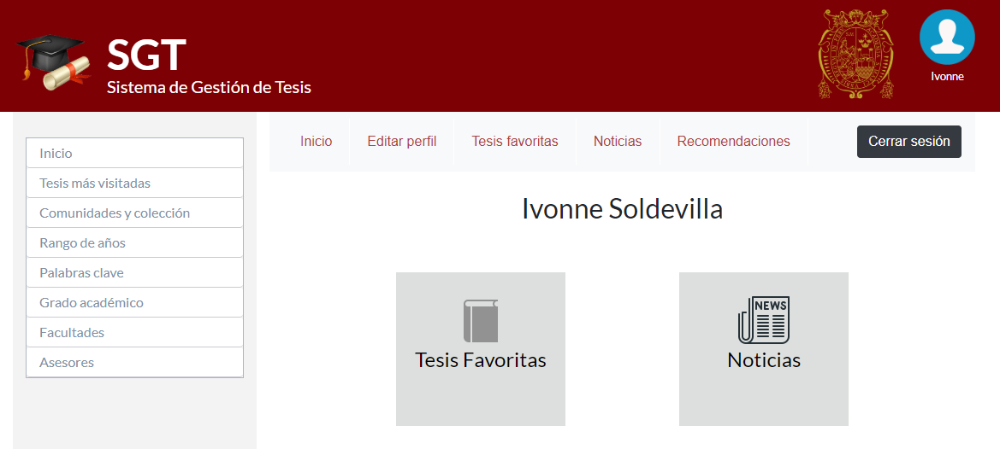 SGT
Sistema de Gestión de Tesis
Ivonne
Inicio
Tesis más visitadas
Comunidades y colección
Rango de años
Palabras clave
Grado académico
Facultades
Asesores
Inicio
Editar perfil
Tesis favoritas
Noticias
Recomendaciones
Cerrar sesión
Ivonne Soldevilla
Tesis Favoritas
NEWS
Noticias